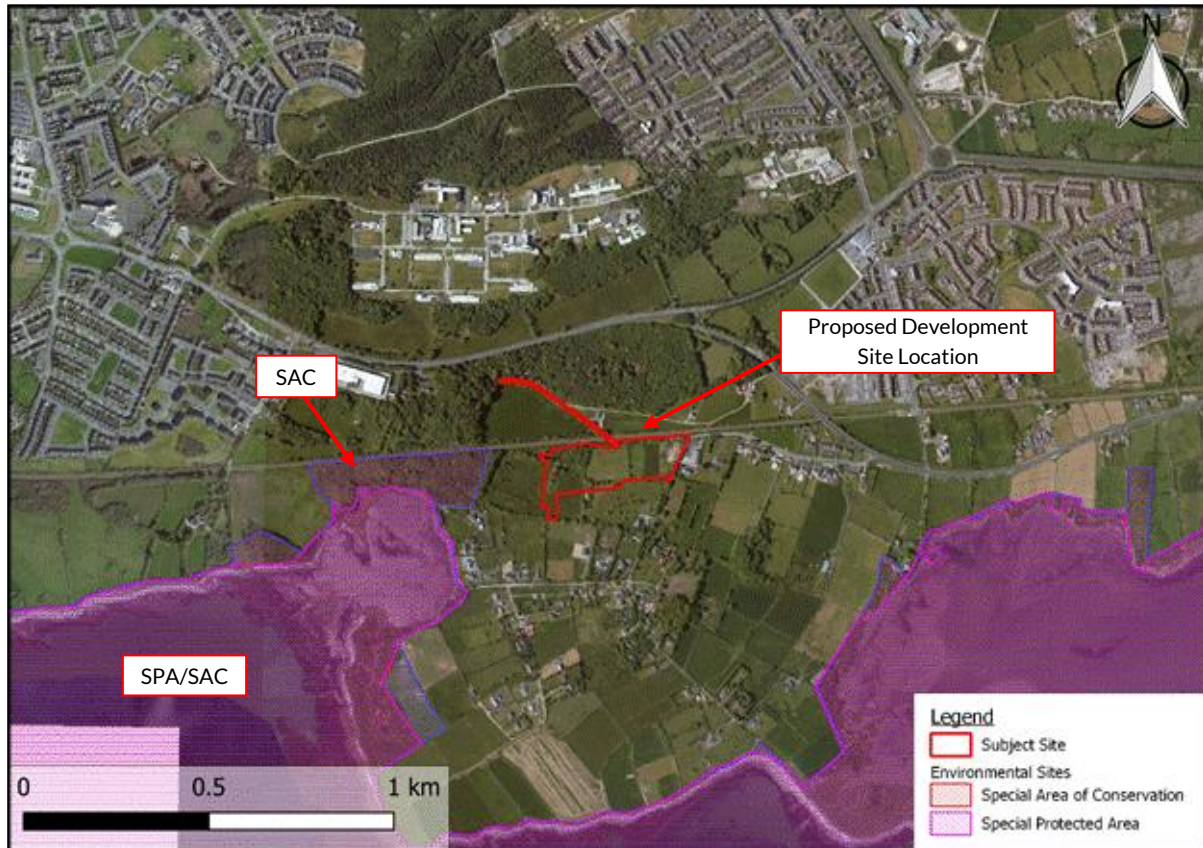 N
Proposed Development
Site Location
SAC
SPA/SAC
0 0.5 1 km
Legend
Subject Site
Environmental Sites
Special Area of Conservation
Special Protected Area